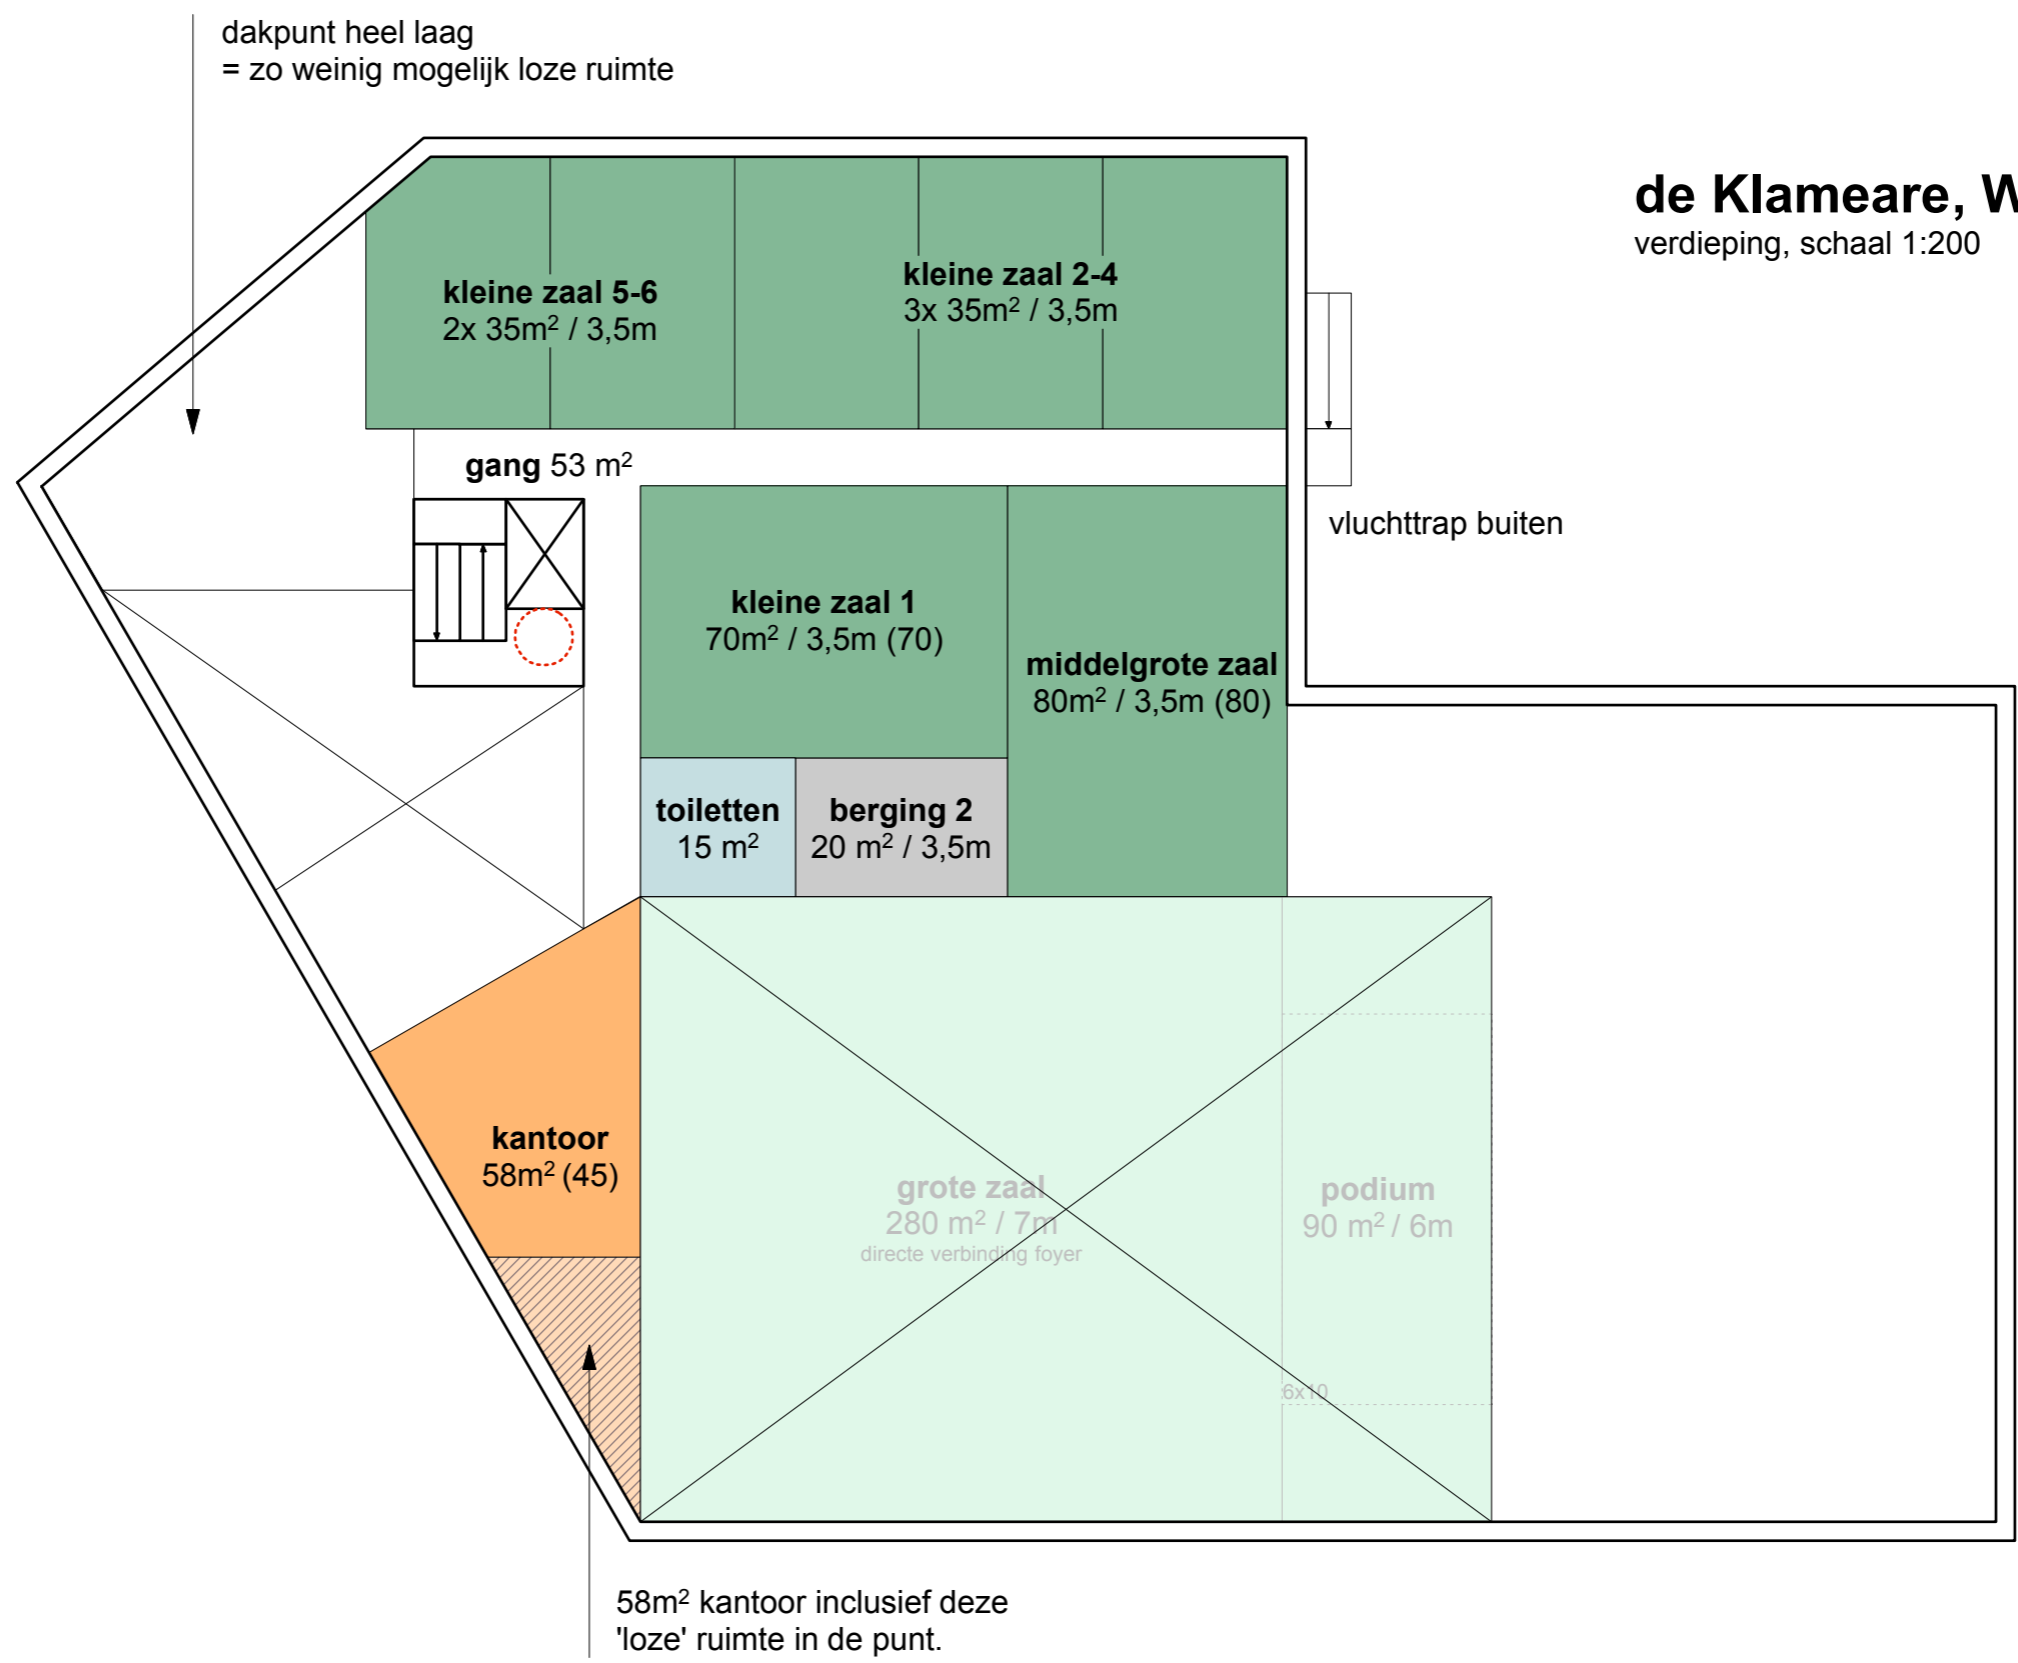 dakpunt heel laag
= zo weinig mogelijk loze ruimte
de Klameare, W
verdieping, schaal 1:200
kleine zaal 5-6
2x 35m² / 3,5m
kleine zaal 2-4
3x 35m² / 3,5m
gang 53 m²
vluchttrap buiten
kleine zaal 1
70m² / 3,5m (70)
middelgrote zaal
80m² / 3,5m (80)
toiletten
15 m²
berging 2
20 m² / 3,5m
kantoor
58m² (45)
grote zaal
280 m² / 7m
directe verbinding foyer
podium
90 m² / 6m
6x10
58m² kantoor inclusief deze
'loze' ruimte in de punt.